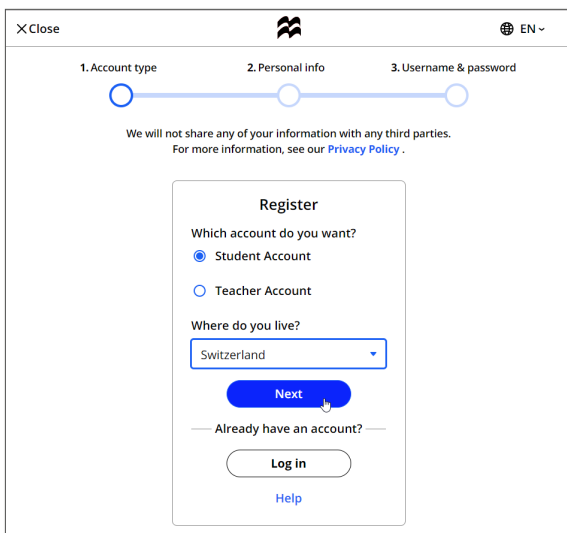 Close
EN
1. Account type 2. Personal info 3. Username & password
We will not share any of your information with any third parties.
For more information, see our Privacy Policy .
Register
Which account do you want?
Student Account
Teacher Account
Where do you live?
Switzerland
Next
Already have an account?
Log in
Help